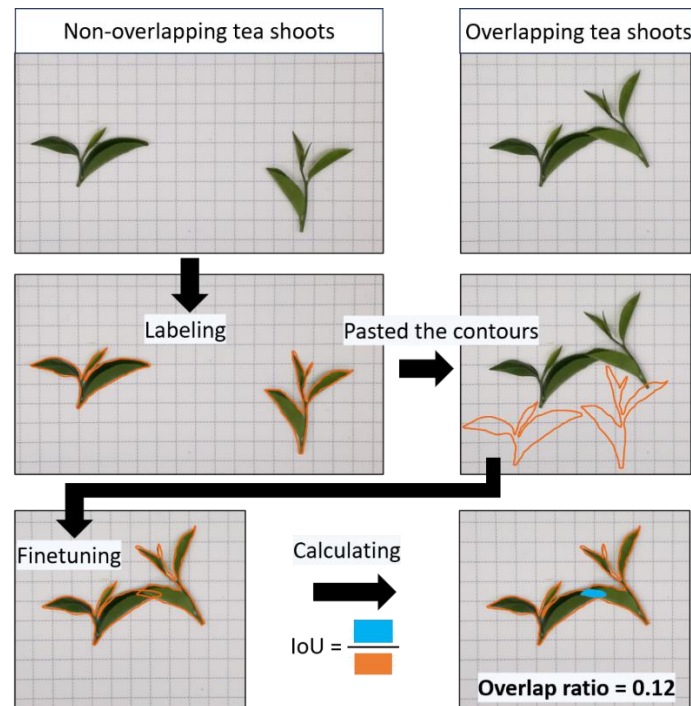 Non-overlapping tea shoots
Overlapping tea shoots
Labeling
Pasted the contours
Finetuning
Calculating
IoU =
Overlap ratio = 0.12